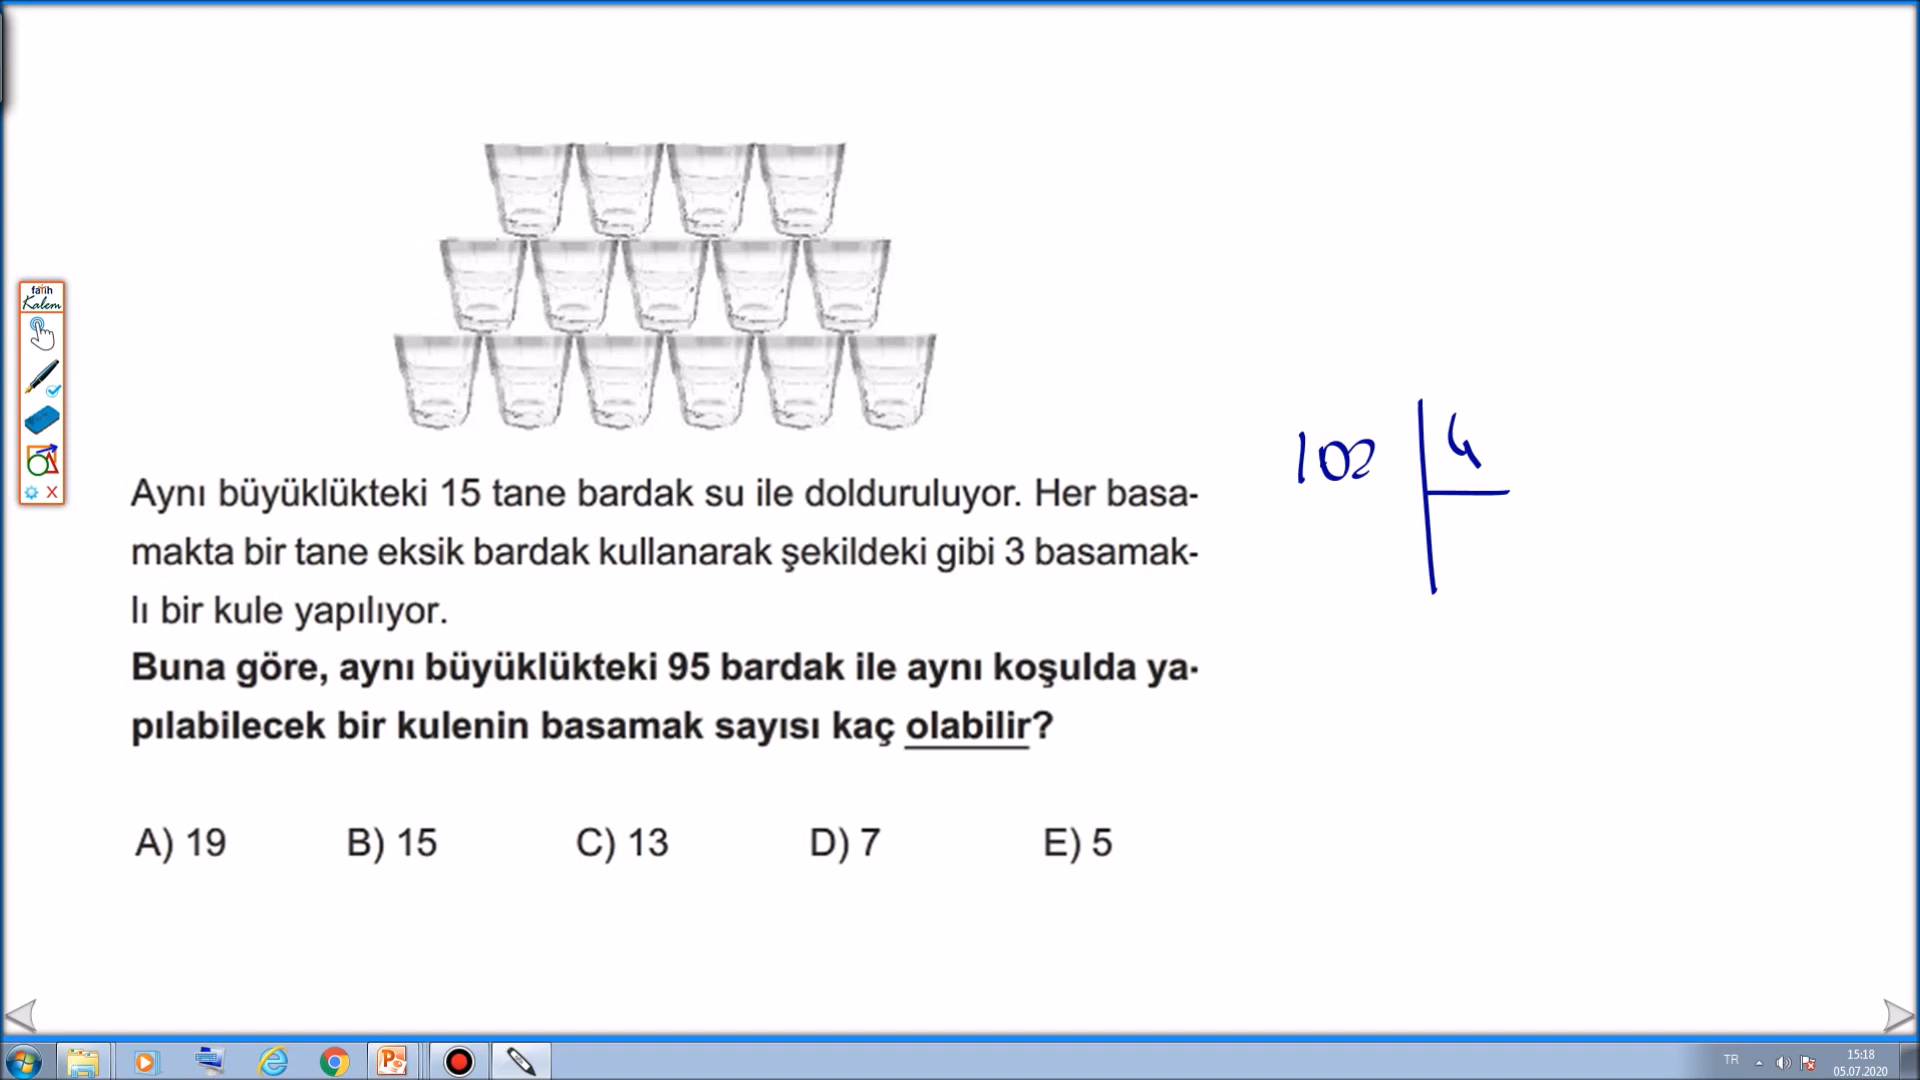 fatih
Kalem
102 4
Aynı büyüklükteki 15 tane bardak su ile dolduruluyor. Her basa-
makta bir tane eksik bardak kullanarak şekildeki gibi 3 basamak-
lı bir kule yapılıyor.
Buna göre, aynı büyüklükteki 95 bardak ile aynı koşulda ya-
pılabilecek bir kulenin basamak sayısı kaç olabilir?
A) 19 B) 15 C) 13 D) 7 E) 5
TR
15:18
05.07.2020